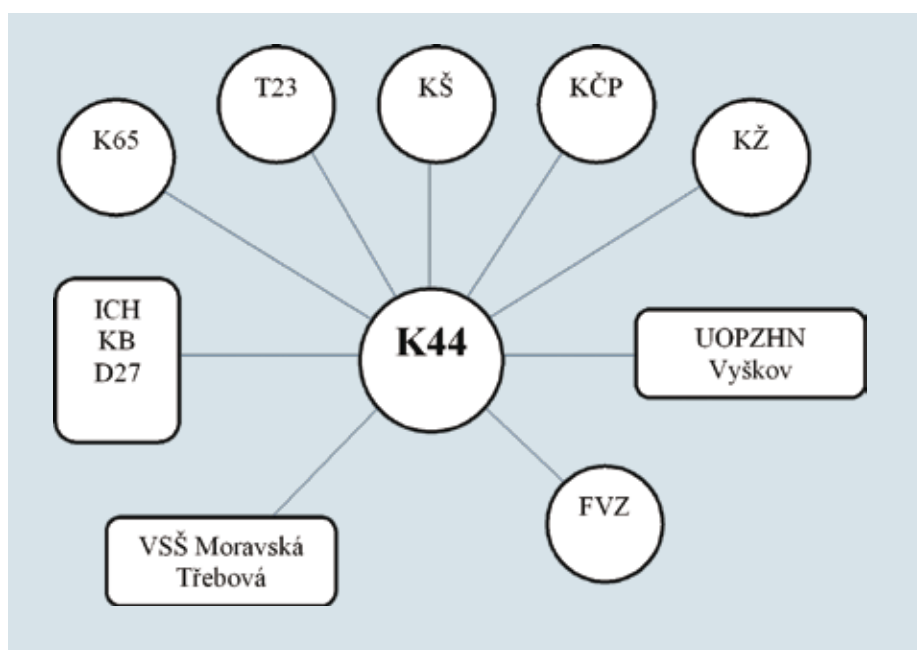 K65
T23
KŠ
KČP
KŽ
ICH
KB
D27
K44
UOPZHN
Vyškov
VSŠ Moravská
Třebová
FVZ